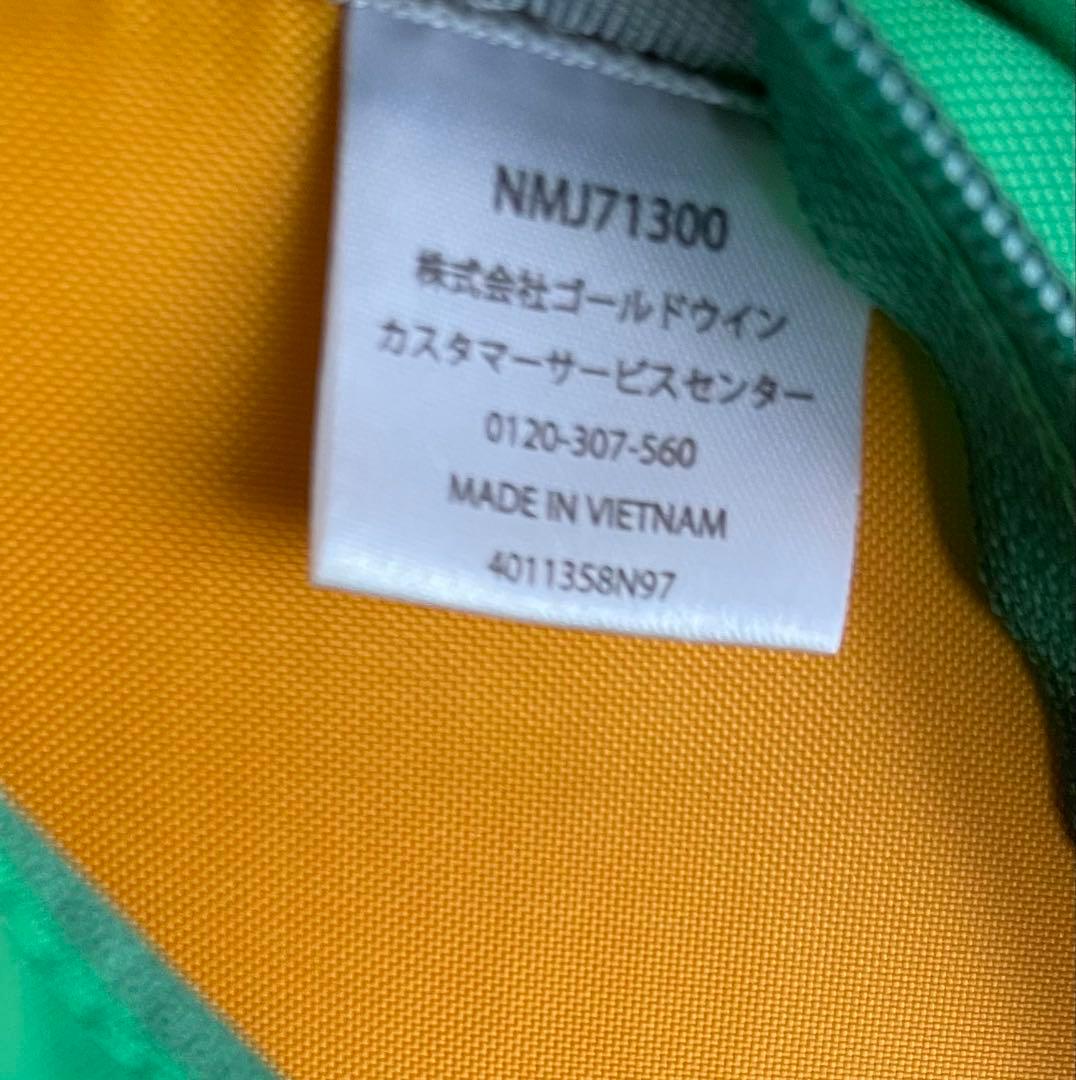 NMJ71300
株式会社ゴールドウイン
カスタマーサービスセンター
0120-307-560
MADE IN VIETNAM
4011358N97